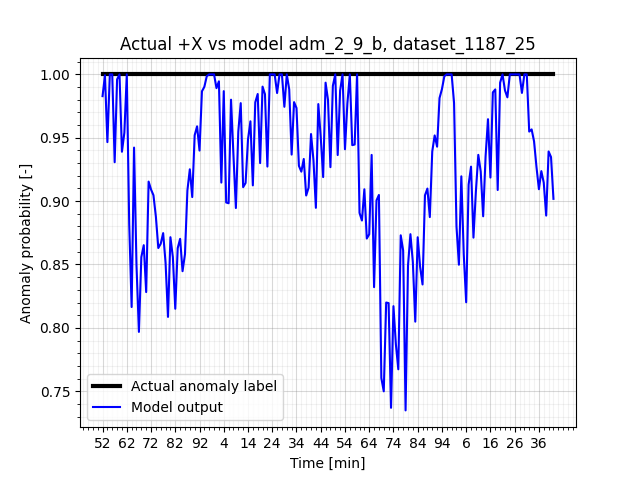 Actual +X vs model adm_2_9_b, dataset_1187_25
Anomaly probability [-]
1.00
0.95
0.90
0.85
0.80
0.75
Actual anomaly label
Model output
52 62 72 82 92 4 14 24 34 44 54 64 74 84 94 6 16 26 36
Time [min]